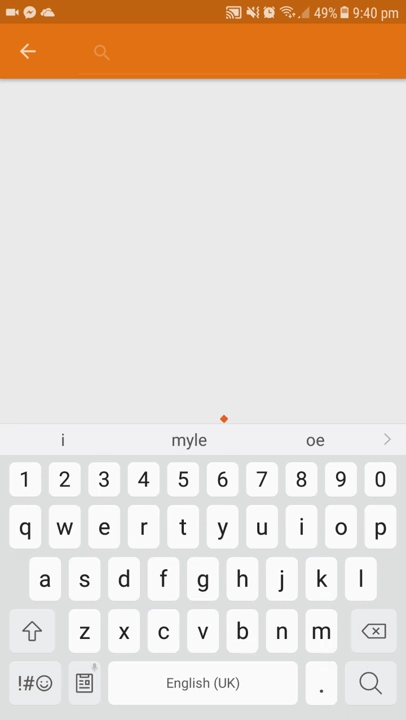 49% 9:40 pm
i myle oe
1 2 3 4 5 6 7 8 9 0
q w e r t y u i o p
a s d f g h j k l
z x c v b n m
!#☺ English (UK) .